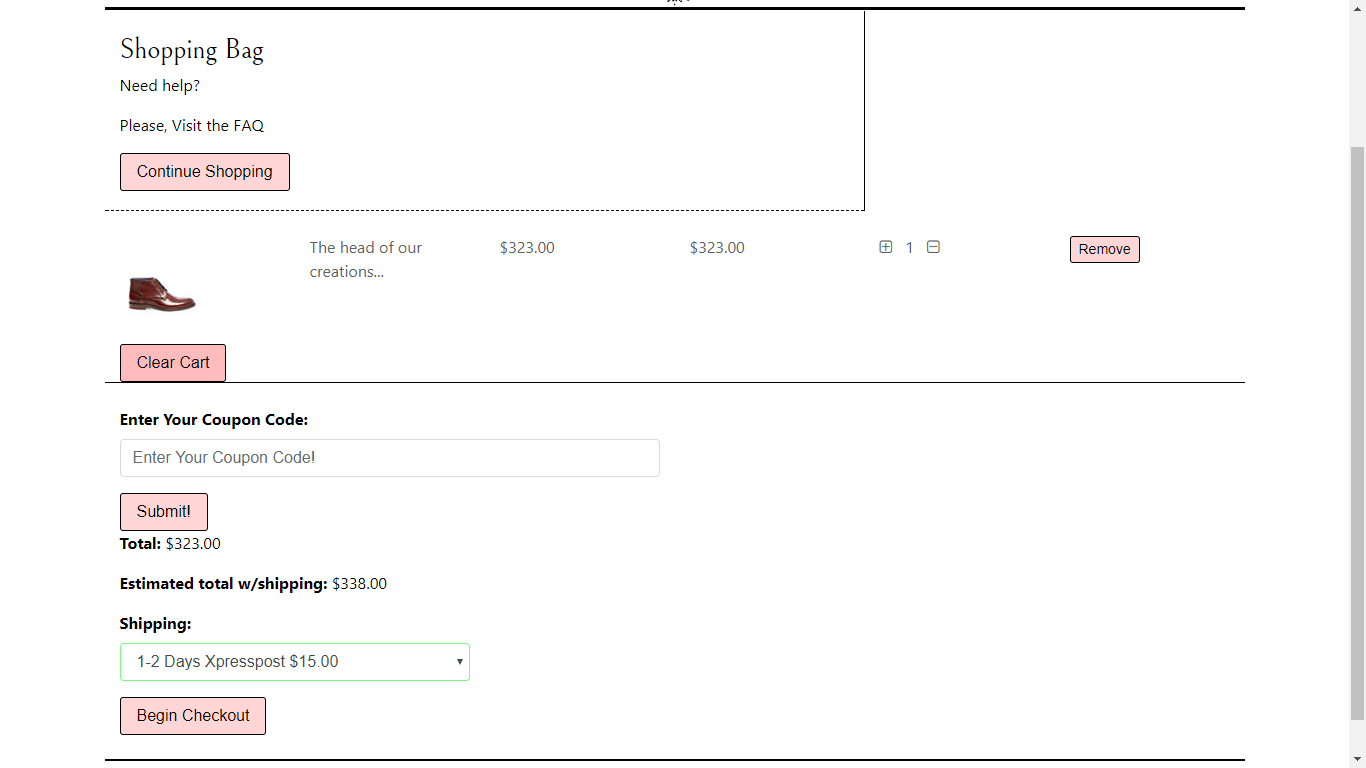 Shopping Bag
Need help?
Please, Visit the FAQ
Continue Shopping
The head of our
creations...
$323.00
$323.00
1
Remove
Clear Cart
Enter Your Coupon Code:
Enter Your Coupon Code!
Submit!
Total: $323.00
Estimated total w/shipping: $338.00
Shipping:
1-2 Days Xpresspost $15.00
Begin Checkout